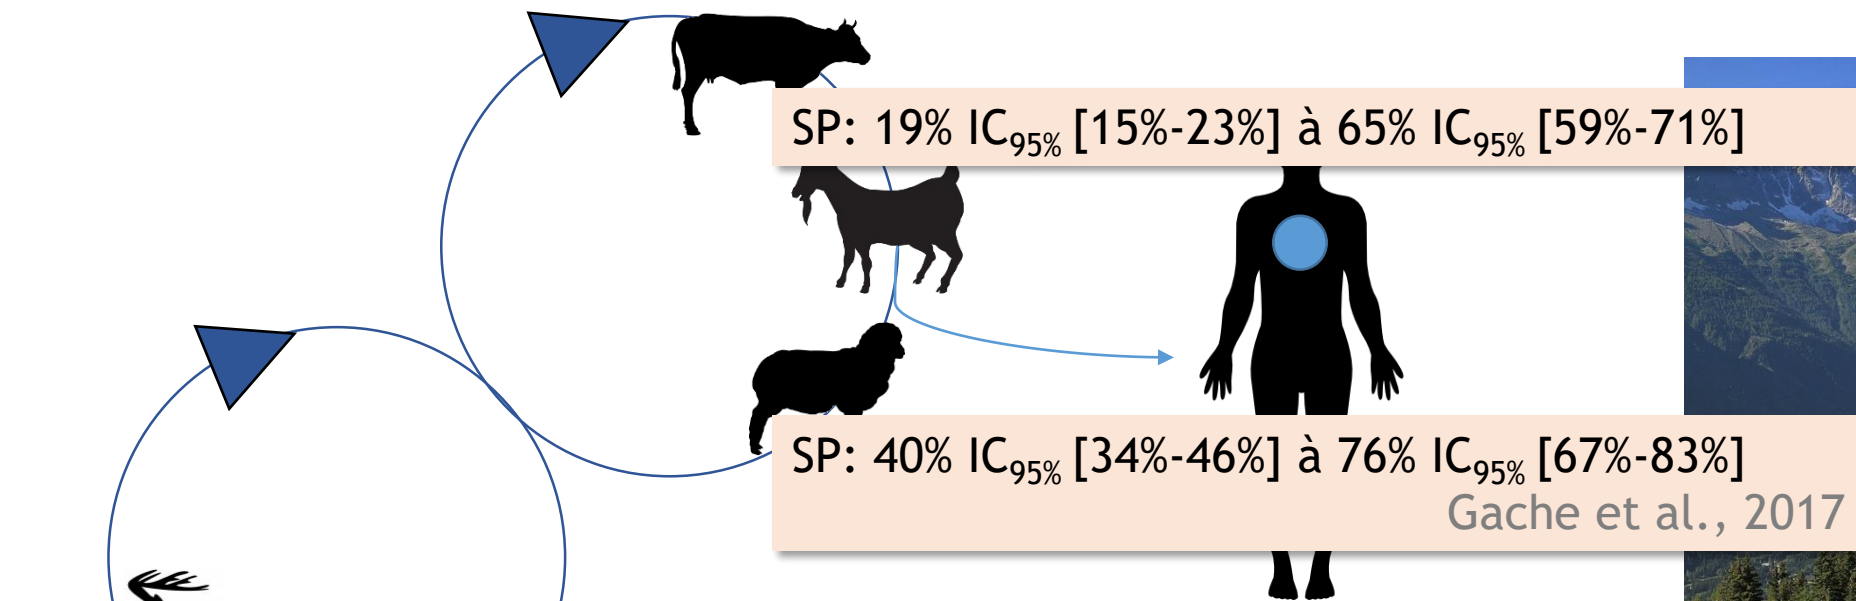 SP: 19% IC95% [15%-23%] à 65% IC95% [59%-71%]
SP: 40% IC95% [34%-46%] à 76% IC95% [67%-83%]
Gache et al., 2017